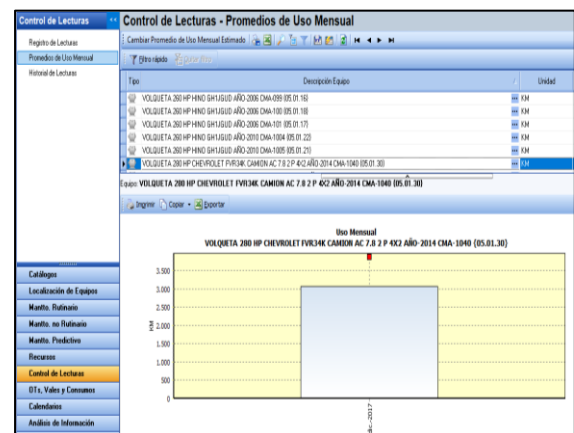 Control de Lecturas
Registro de Lecturas
Promedios de Uso Mensual
Historial de Lecturas
Catálogos
Localización de Equipos
Mantto. Rutinario
Mantto. no Rutinario
Mantto. Predictivo
Recursos
Control de Lecturas
OTs, Vales y Consumos
Calendarios
Análisis de Información
Control de Lecturas - Promedios de Uso Mensual
Cambiar Promedio de Uso Mensual Estimado
Filtro rápido
Tipo Descripción Equipo Unidad
VOLQUETA 260 HP HINO GH1JGUD AÑO-2006 CMA-099 {05.01.16} KM
VOLQUETA 260 HP HINO GH1JGUD AÑO-2006 CMA-100 {05.01.18} KM
VOLQUETA 260 HP HINO GH1JGUD AÑO-2006 CMA-101 {05.01.17} KM
VOLQUETA 260 HP HINO GH1JGUD AÑO-2010 CMA-1004 {05.01.22} KM
VOLQUETA 260 HP HINO GH1JGUD AÑO-2010 CMA-1005 {05.01.21} KM
VOLQUETA 280 HP CHEVROLET FVR34K CAMION AC 7.8 2 P 4X2 AÑO-2014 CMA-1040 {05.01.30} KM
Equipo: VOLQUETA 280 HP CHEVROLET FVR34K CAMION AC 7.8 2 P 4X2 AÑO-2014 CMA-1040 {05.01.30}
Imprimir Copiar Exportar
Uso Mensual
VOLQUETA 280 HP CHEVROLET FVR34K CAMION AC 7.8 2 P 4X2 AÑO-2014 CMA-1040 {05.01.30}
3.500
3.000
2.500
2.000
1.500
1.000
500
0
KM
dic.-2017